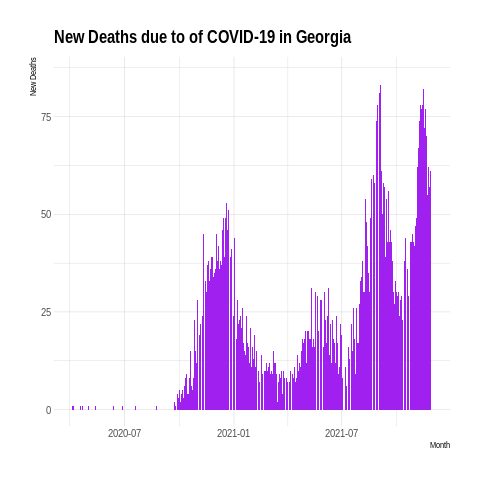 New Deaths due to of COVID-19 in Georgia
New Deaths
75
50
25
0
2020-07
2021-01
2021-07
Month